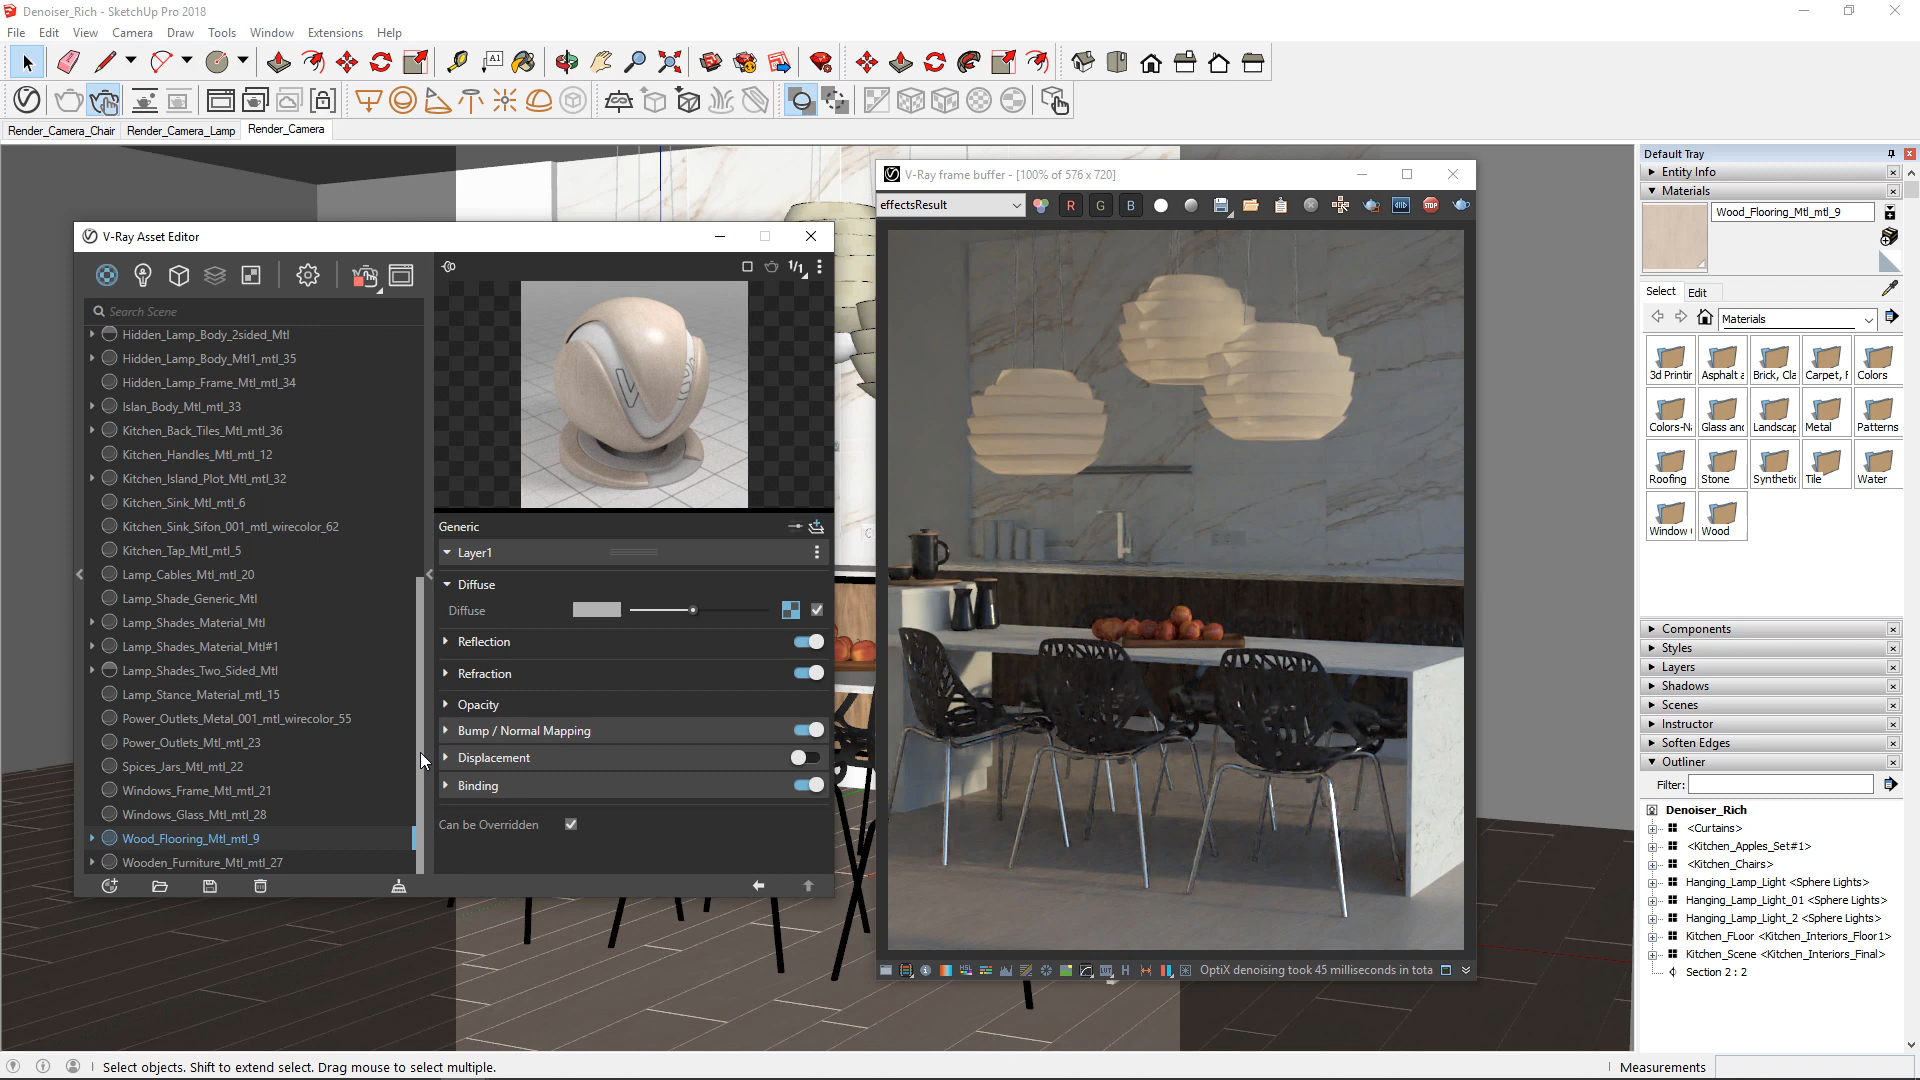 Denoiser_Rich - SketchUp Pro 2018
File Edit View Camera Draw Tools Window Extensions Help
A1
Render_Camera_Chair Render_Camera_Lamp Render_Camera
V-Ray Asset Editor
1/1
Search Scene
Hidden_Lamp_Body_2sided_Mtl
Hidden_Lamp_Body_Mtl1_mtl_35
Hidden_Lamp_Frame_Mtl_34
Islan_Body_Mtl_mtl_33
Kitchen_Back_Tiles_Mtl_mtl_36
Kitchen_Handles_Mtl_mtl_12
Kitchen_Island_Plot_Mtl_mtl_32
Kitchen_Sink_Mtl_mtl_6
Kitchen_Sink_Sifon_001_mtl_wirecolor_62
Kitchen_Tap_Mtl_mtl_5
Lamp_Cables_Mtl_mtl_20
Lamp_Shade_Generic_Mtl
Lamp_Shades_Material_Mtl
Lamp_Shades_Material_Mtl#1
Lamp_Shades_Two_Sided_Mtl
Lamp_Stance_Material_mtl_15
Power_Outlets_Metal_001_mtl_wirecolor_55
Power_Outlets_Mtl_mtl_23
Spices_Jars_Mtl_mtl_22
Windows_Frame_Mtl_mtl_21
Windows_Glass_Mtl_mtl_28
Wood_Flooring_Mtl_mtl_9
Wooden_Furniture_Mtl_mtl_27
Generic
Layer1
Diffuse
Diffuse
Reflection
Refraction
Opacity
Bump / Normal Mapping
Displacement
Binding
Can be Overridden
V-Ray frame buffer - [100% of 576 x 720]
effectsResult
R G B
STOP
H
OptiX denoising took 45 milliseconds in tota
Default Tray
Entity Info
Materials
Wood_Flooring_Mtl_mtl_9
Select Edit
Materials
3d Printir Asphalt a Brick, Cla Carpet, F Colors
Colors-Na Glass and Landscap Metal Patterns
Roofing Stone Synthetic Tile Water
Window Wood
Components
Styles
Layers
Shadows
Scenes
Instructor
Soften Edges
Outliner
Filter:
Denoiser_Rich
<Curtains>
<Kitchen_Apples_Set#1>
<Kitchen_Chairs>
Hanging_Lamp_Light <Sphere Lights>
Hanging_Lamp_Light_01 <Sphere Lights>
Hanging_Lamp_Light_2 <Sphere Lights>
Kitchen_FLoor <Kitchen_Interiors_Floor1>
Kitchen_Scene <Kitchen_Interiors_Final>
Section 2 : 2
Select objects. Shift to extend select. Drag mouse to select multiple.
Measurements